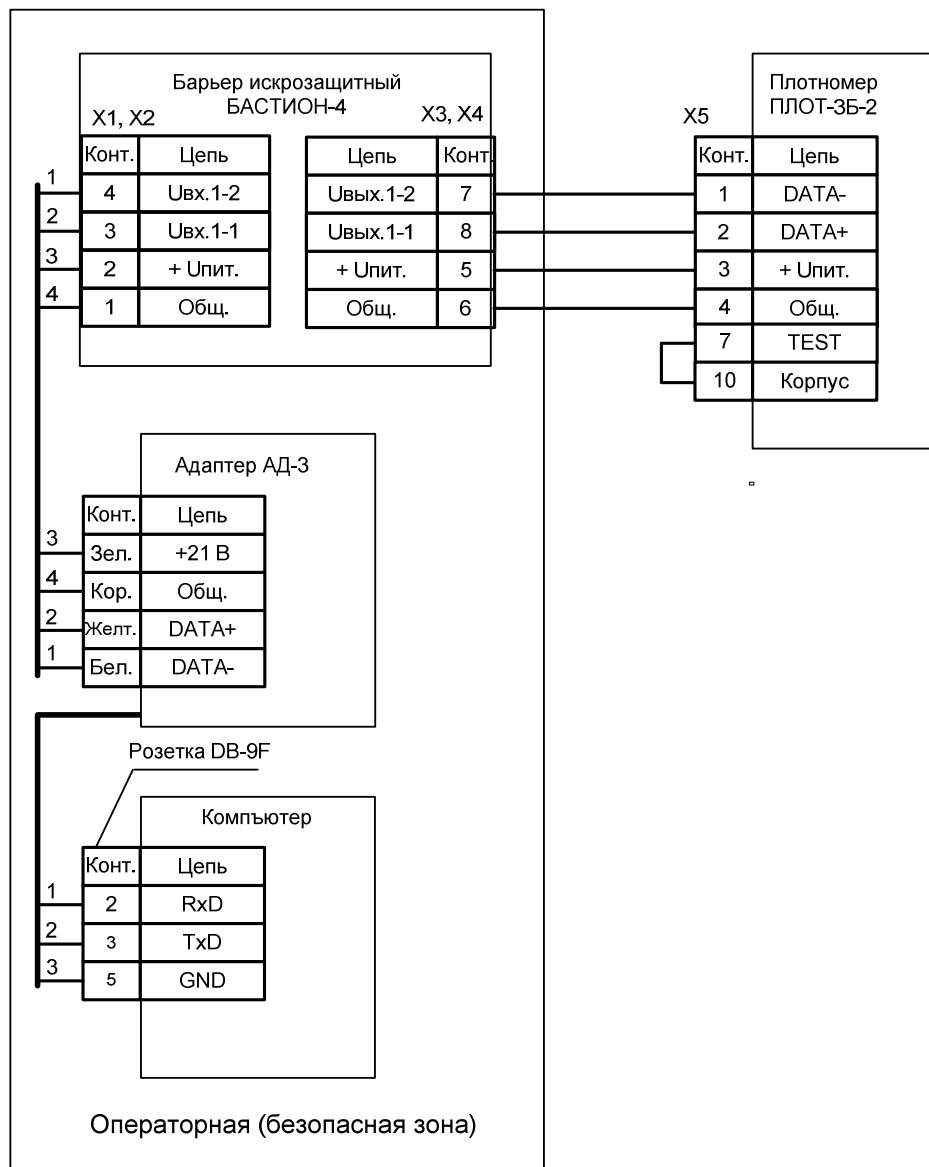 Барьер искрозащитный
БАСТИОН-4
X1, X2
X3, X4
Конт. Цепь
1 4 Uвх.1-2
2 3 Uвх.1-1
3 2 + Uпит.
4 1 Общ.
Цепь Конт.
Uвых.1-2 7
Uвых.1-1 8
+ Uпит. 5
Общ. 6
Плотномер
ПЛОТ-3Б-2
X5
Конт. Цепь
1 DATA-
2 DATA+
3 + Uпит.
4 Общ.
7 TEST
10 Корпус
Адаптер АД-3
Конт. Цепь
3 Зел. +21 В
4 Кор. Общ.
2 Желт. DATA+
1 Бел. DATA-
Розетка DB-9F
Компъютер
Конт. Цепь
1 2 RxD
2 3 TxD
3 5 GND
Операторная (безопасная зона)